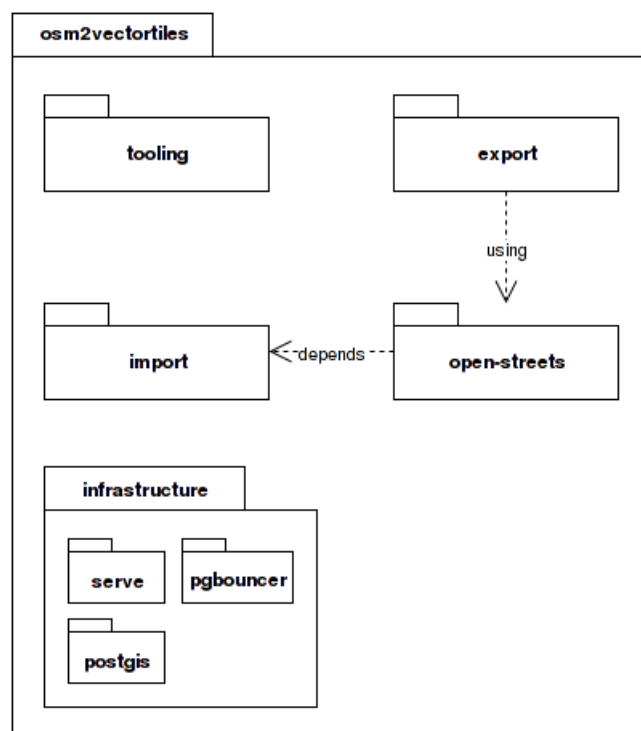 osm2vectortiles
tooling
export
using
import
depends
open-streets
infrastructure
serve
pgbouncer
postgis